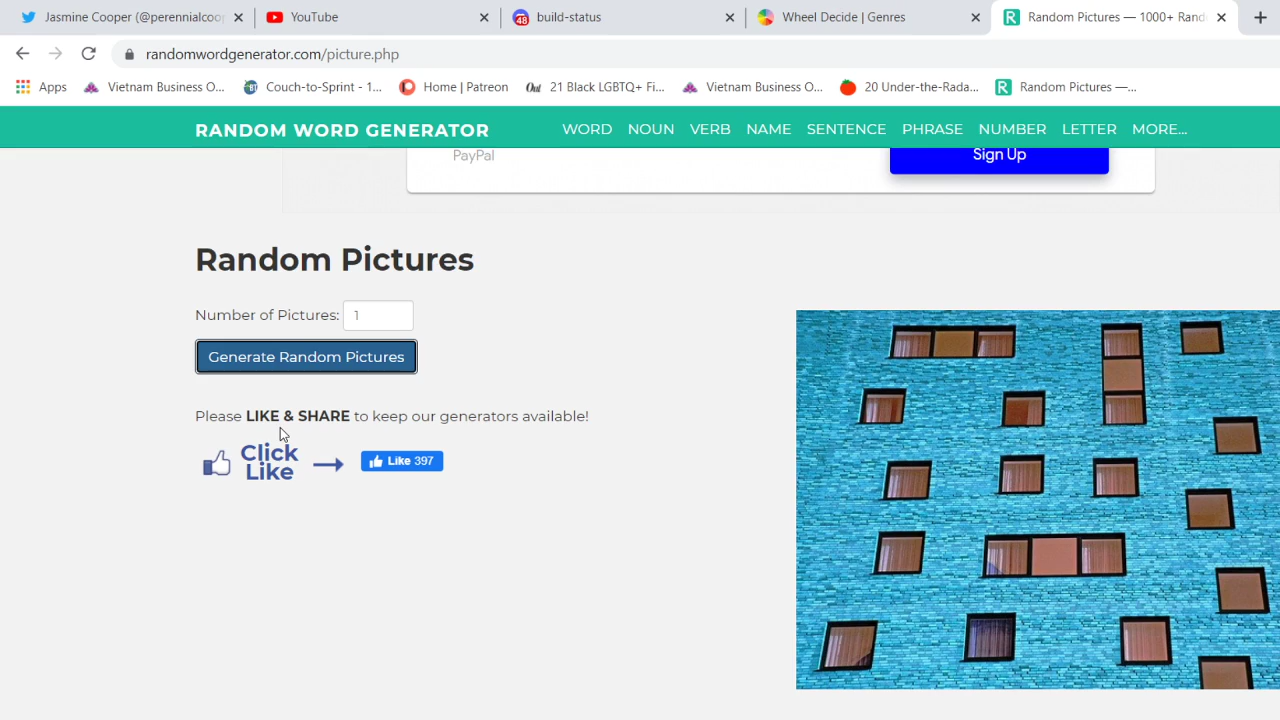 Jasmine Cooper (@perennialcoo
YouTube
48
build-status
Wheel Decide | Genres
Random Pictures — 1000+ Rand
randomwordgenerator.com/picture.php
Apps
Vietnam Business O...
Couch-to-Sprint - 1...
Home | Patreon
Out
21 Black LGBTQ+ Fi...
Vietnam Business O...
20 Under-the-Rada...
R
Random Pictures —...
RANDOM WORD GENERATOR
WORD NOUN VERB NAME SENTENCE PHRASE NUMBER LETTER MORE...
PayPal
Sign Up
Random Pictures
Number of Pictures: 1
Generate Random Pictures
Please LIKE & SHARE to keep our generators available!
Click
Like
Like 397